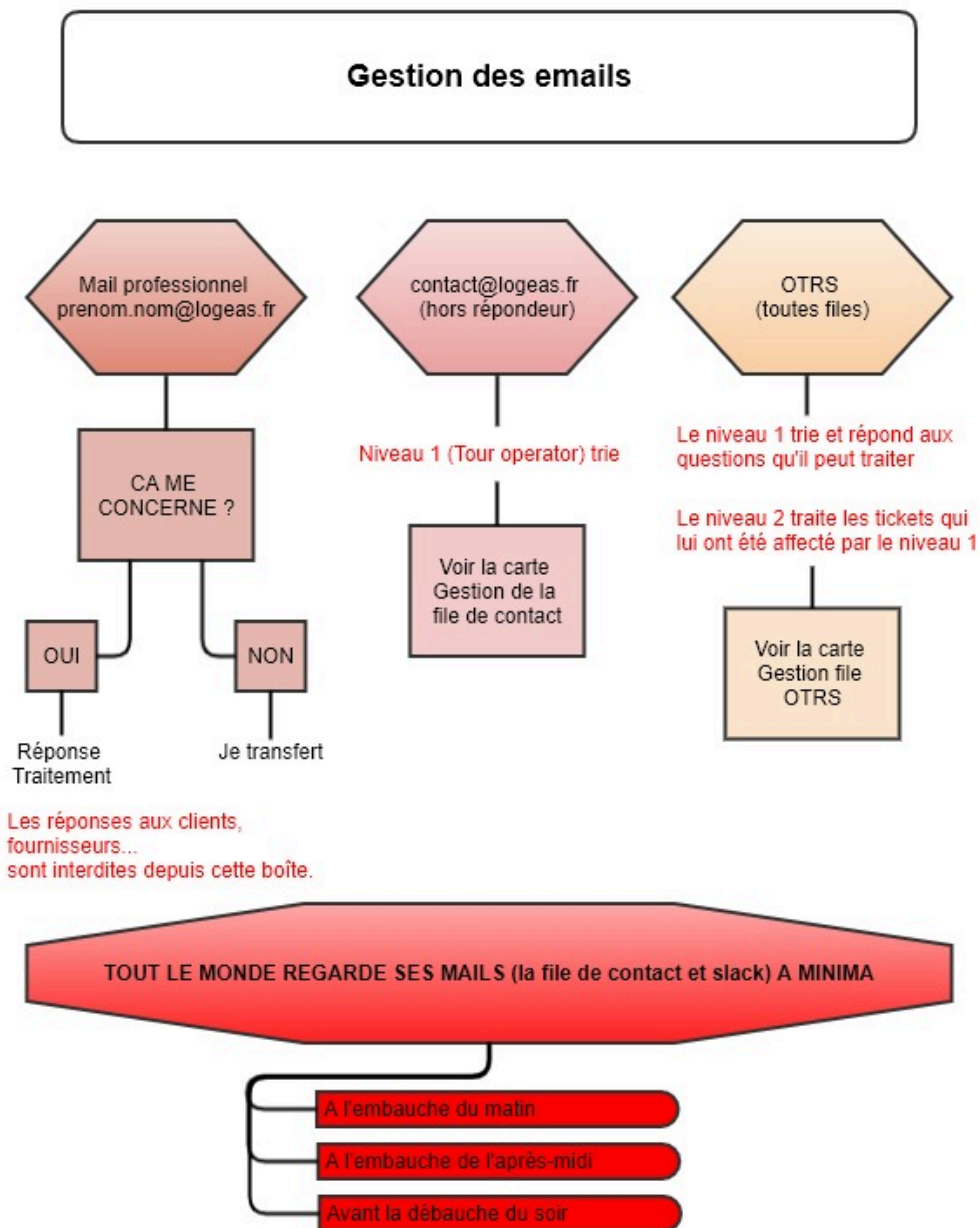 Gestion des emails
Mail professionnel
prenom.nom@logeas.fr
CA ME
CONCERNE ?
OUI
NON
Réponse
Traitement
Je transfert
Les réponses aux clients,
fournisseurs...
sont interdites depuis cette boîte.
contact@logeas.fr
(hors répondeur)
Niveau 1 (Tour operator) trie
Voir la carte
Gestion de la
file de contact
OTRS
(toutes files)
Le niveau 1 trie et répond aux
questions qu'il peut traiter
Le niveau 2 traite les tickets qui
lui ont été affecté par le niveau 1
Voir la carte
Gestion file
OTRS
TOUT LE MONDE REGARDE SES MAILS (la file de contact et slack) A MINIMA
A l'embauche du matin
A l'embauche de l'après-midi
Avant la débauche du soir